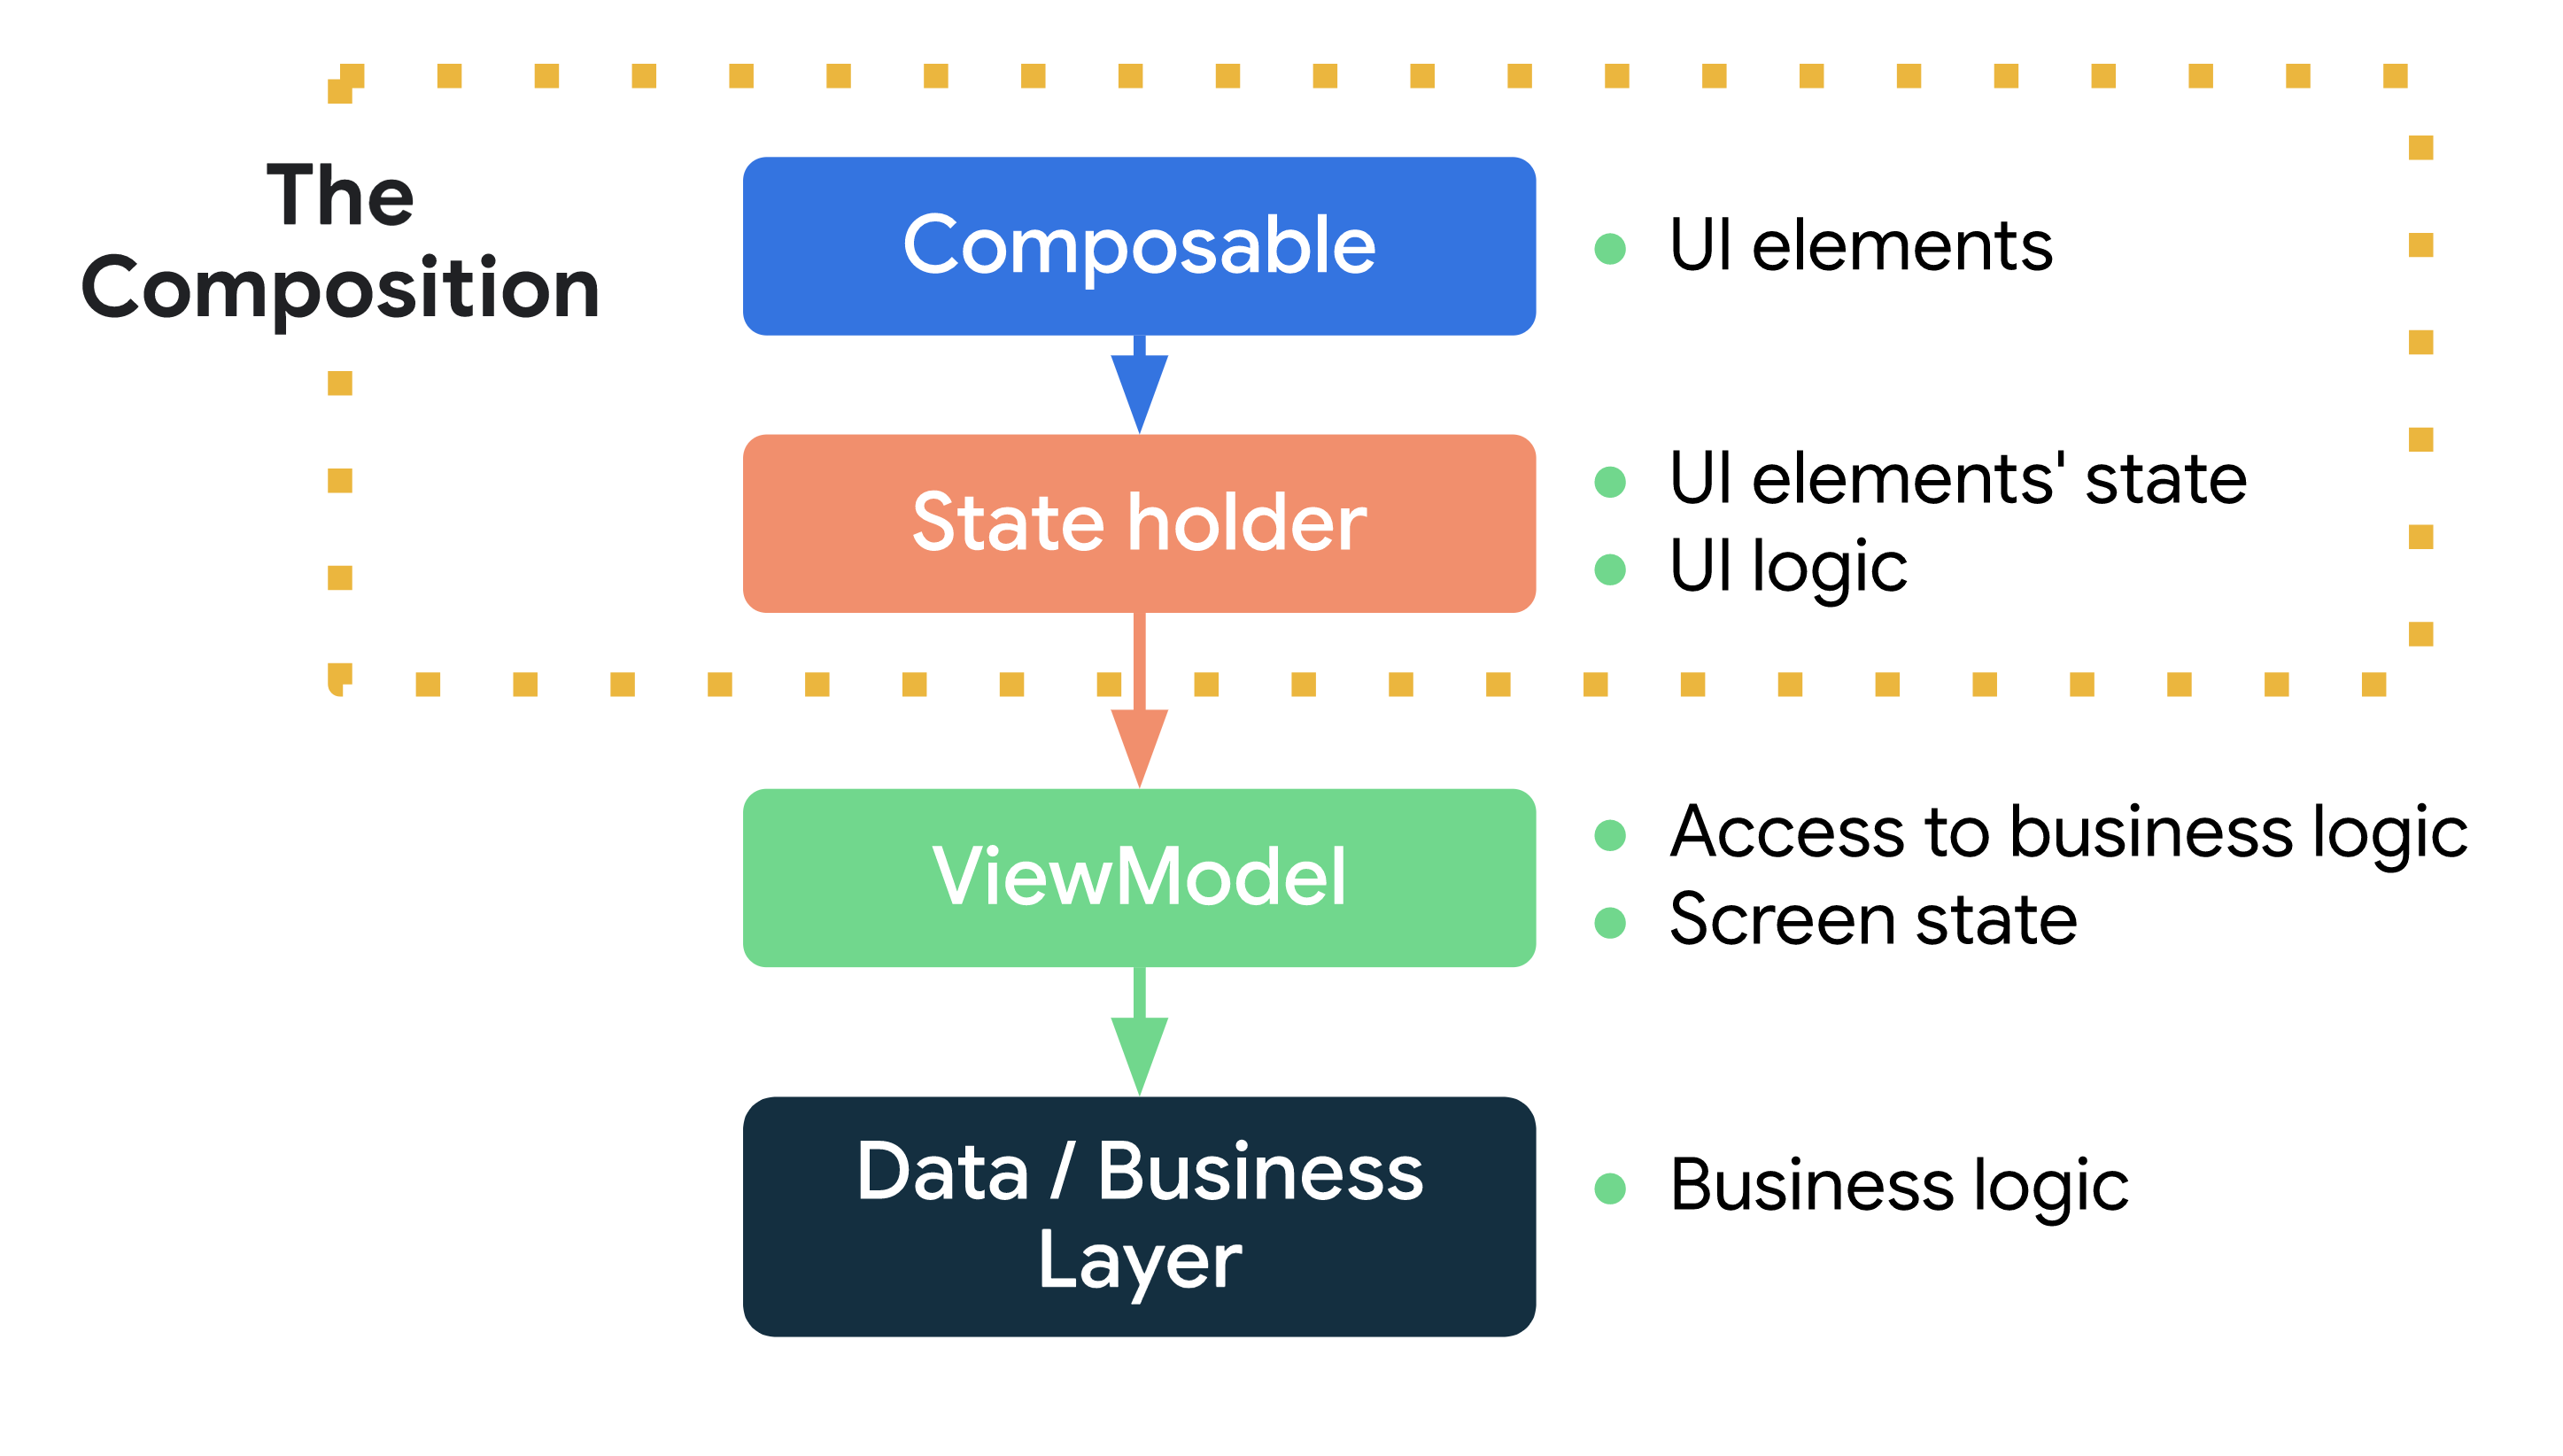 The
Composition
Composable
UI elements
State holder
UI elements' state
UI logic
ViewModel
Access to business logic
Screen state
Data / Business
Layer
Business logic